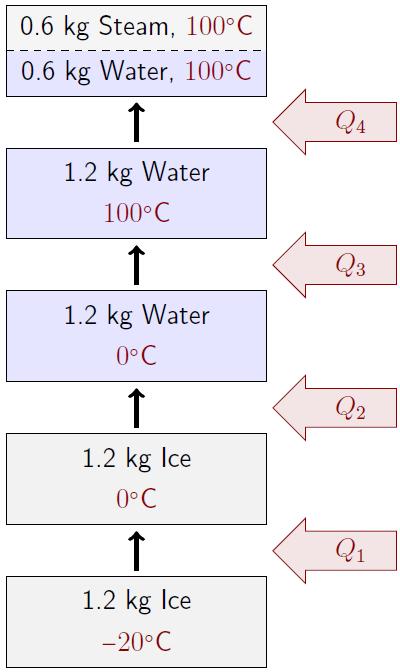 0.6 kg Steam, 100°C
0.6 kg Water, 100°C
Q4
1.2 kg Water
100°C
Q3
1.2 kg Water
0°C
Q2
1.2 kg Ice
0°C
Q1
1.2 kg Ice
−20°C